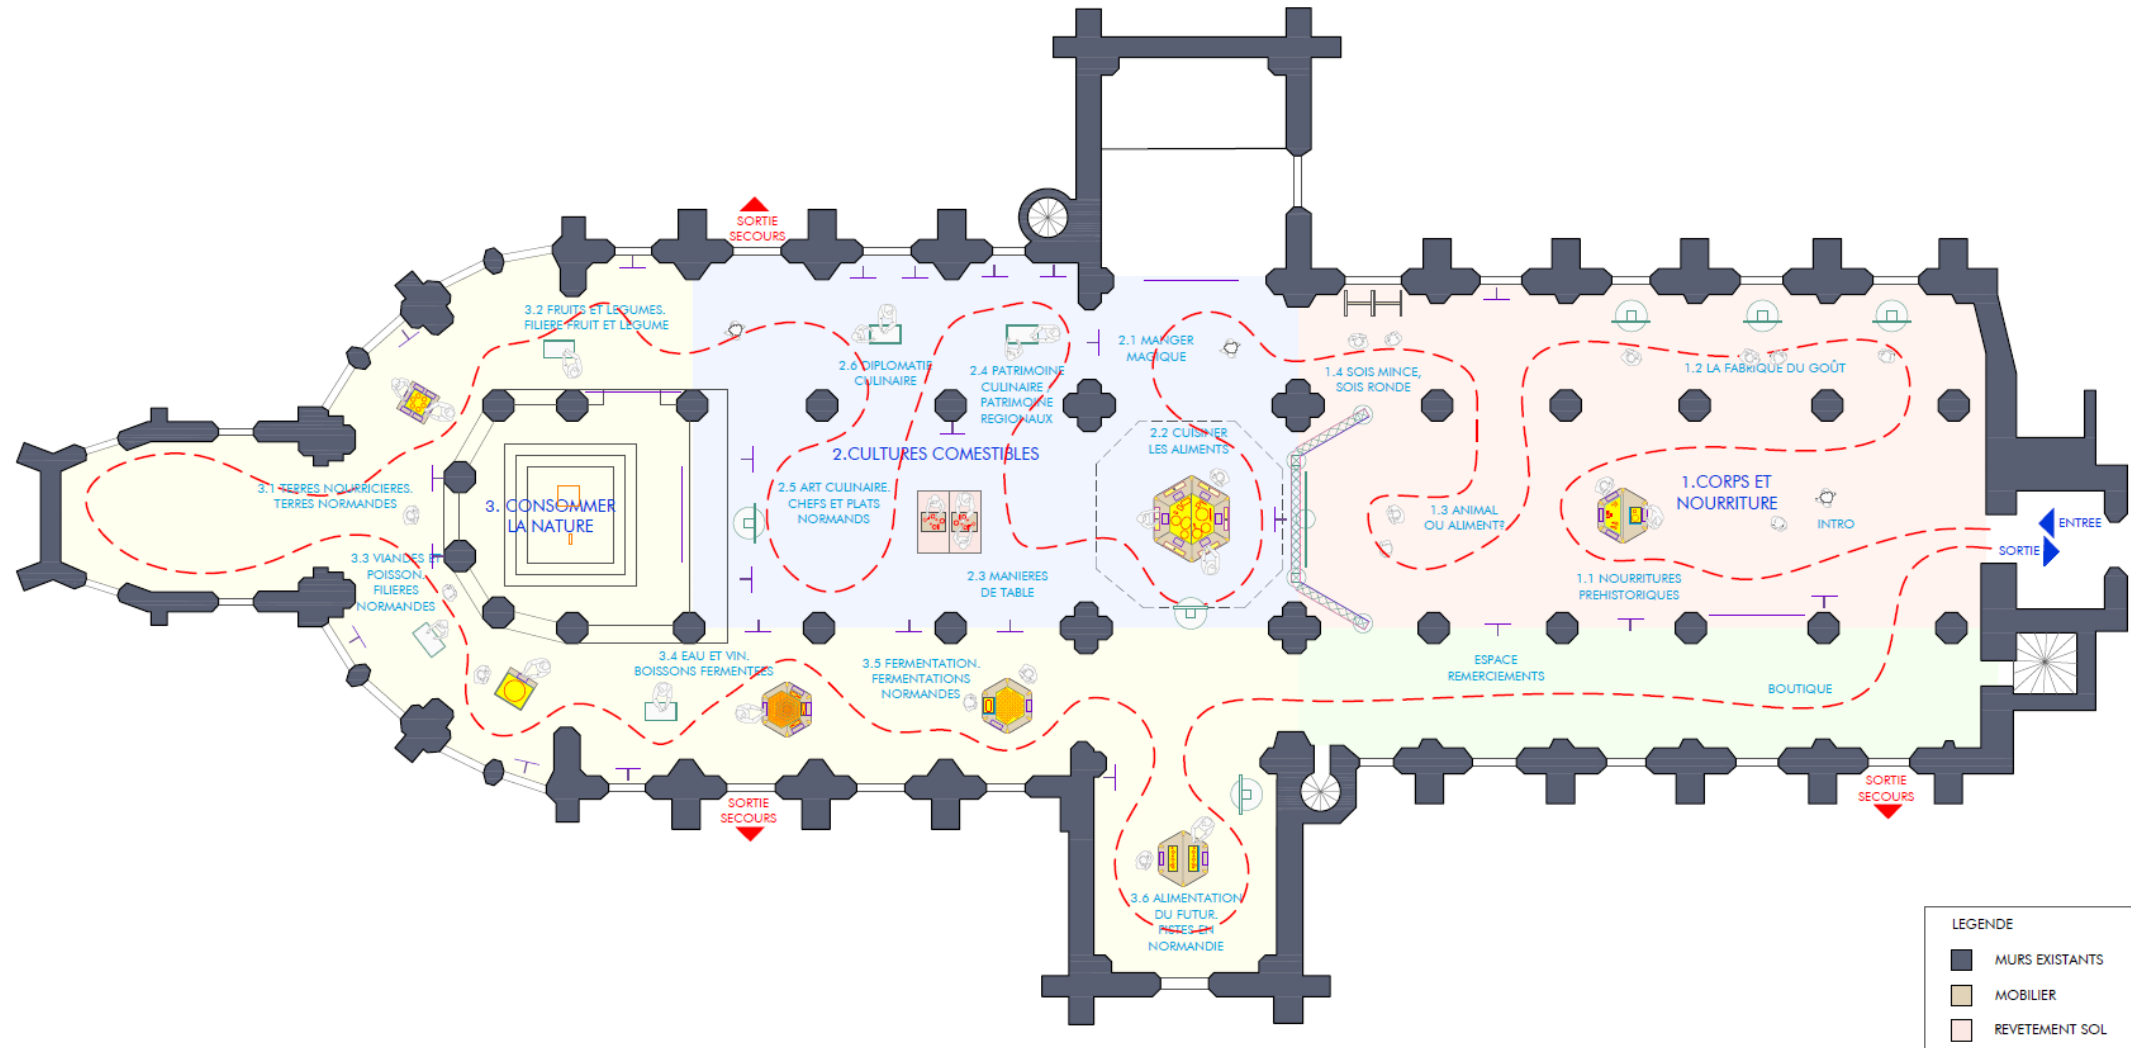 SORTIE
SECOURS
3.2 FRUITS ET LEGUMES.
FILIERE FRUIT ET LEGUME
2.6 DIPLOMATIE
CULINAIRE
2.4 PATRIMOINE
CULINAIRE /
PATRIMOINE
REGIONAUX
2.1 MANGER
MAGIQUE
1.4 SOIS MINCE,
SOIS RONDE
1.2 LA FABRIQUE DU GOÛT
2.2 CUISINER
LES ALIMENTS
2.CULTURES COMESTIBLES
3.1 TERRES NOURRICIERES.
TERRES NORMANDES
3. CONSOMMER
LA NATURE
2.5 ART CULINAIRE.
CHEFS ET PLATS
NORMANDS
1.3 ANIMAL
OU ALIMENT?
1.CORPS ET
NOURRITURE
INTRO
ENTREE
SORTIE
3.3 VIANDES ET
POISSON.
FILIERES
NORMANDES
2.3 MANIERES
DE TABLE
1.1 NOURRITURES
PREHISTORIQUES
3.4 EAU ET VIN.
BOISSONS FERMENTEES
3.5 FERMENTATION.
FERMENTATIONS
NORMANDES
ESPACE
REMERCIEMENTS
BOUTIQUE
SORTIE
SECOURS
SORTIE
SECOURS
3.6 ALIMENTATION
DU FUTUR.
PISTES EN
NORMANDIE
LEGENDE
MURS EXISTANTS
MOBILIER
REVETEMENT SOL